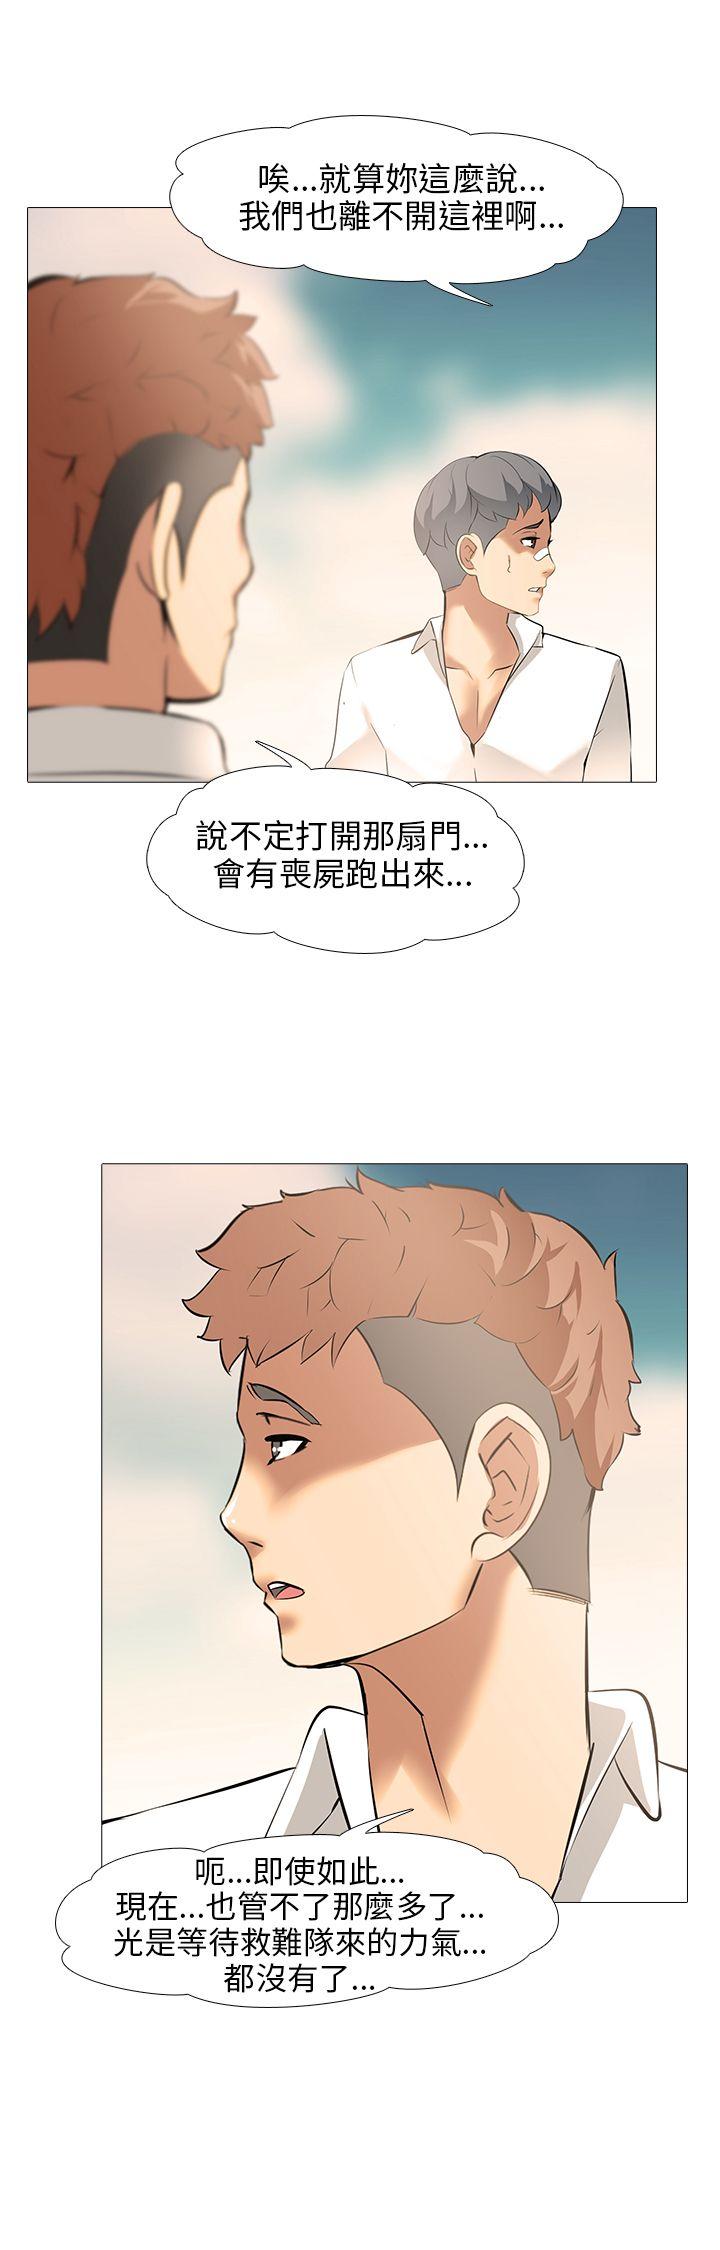 唉...就算妳這麼說...
我們也離不開這裡啊...
說不定打開那扇門...
會有喪屍跑出來...
呃...即使如此...
現在...也管不了那麼多了...
光是等待救難隊來的力氣...
都沒有了...